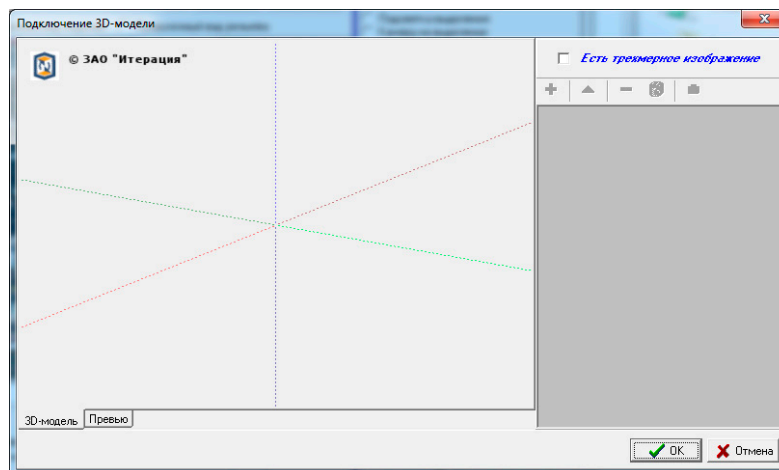 Подключение 3D-модели
© ЗАО "Итерация"
Есть трехмерное изображение
3D-модель
Превью
OK
Отмена